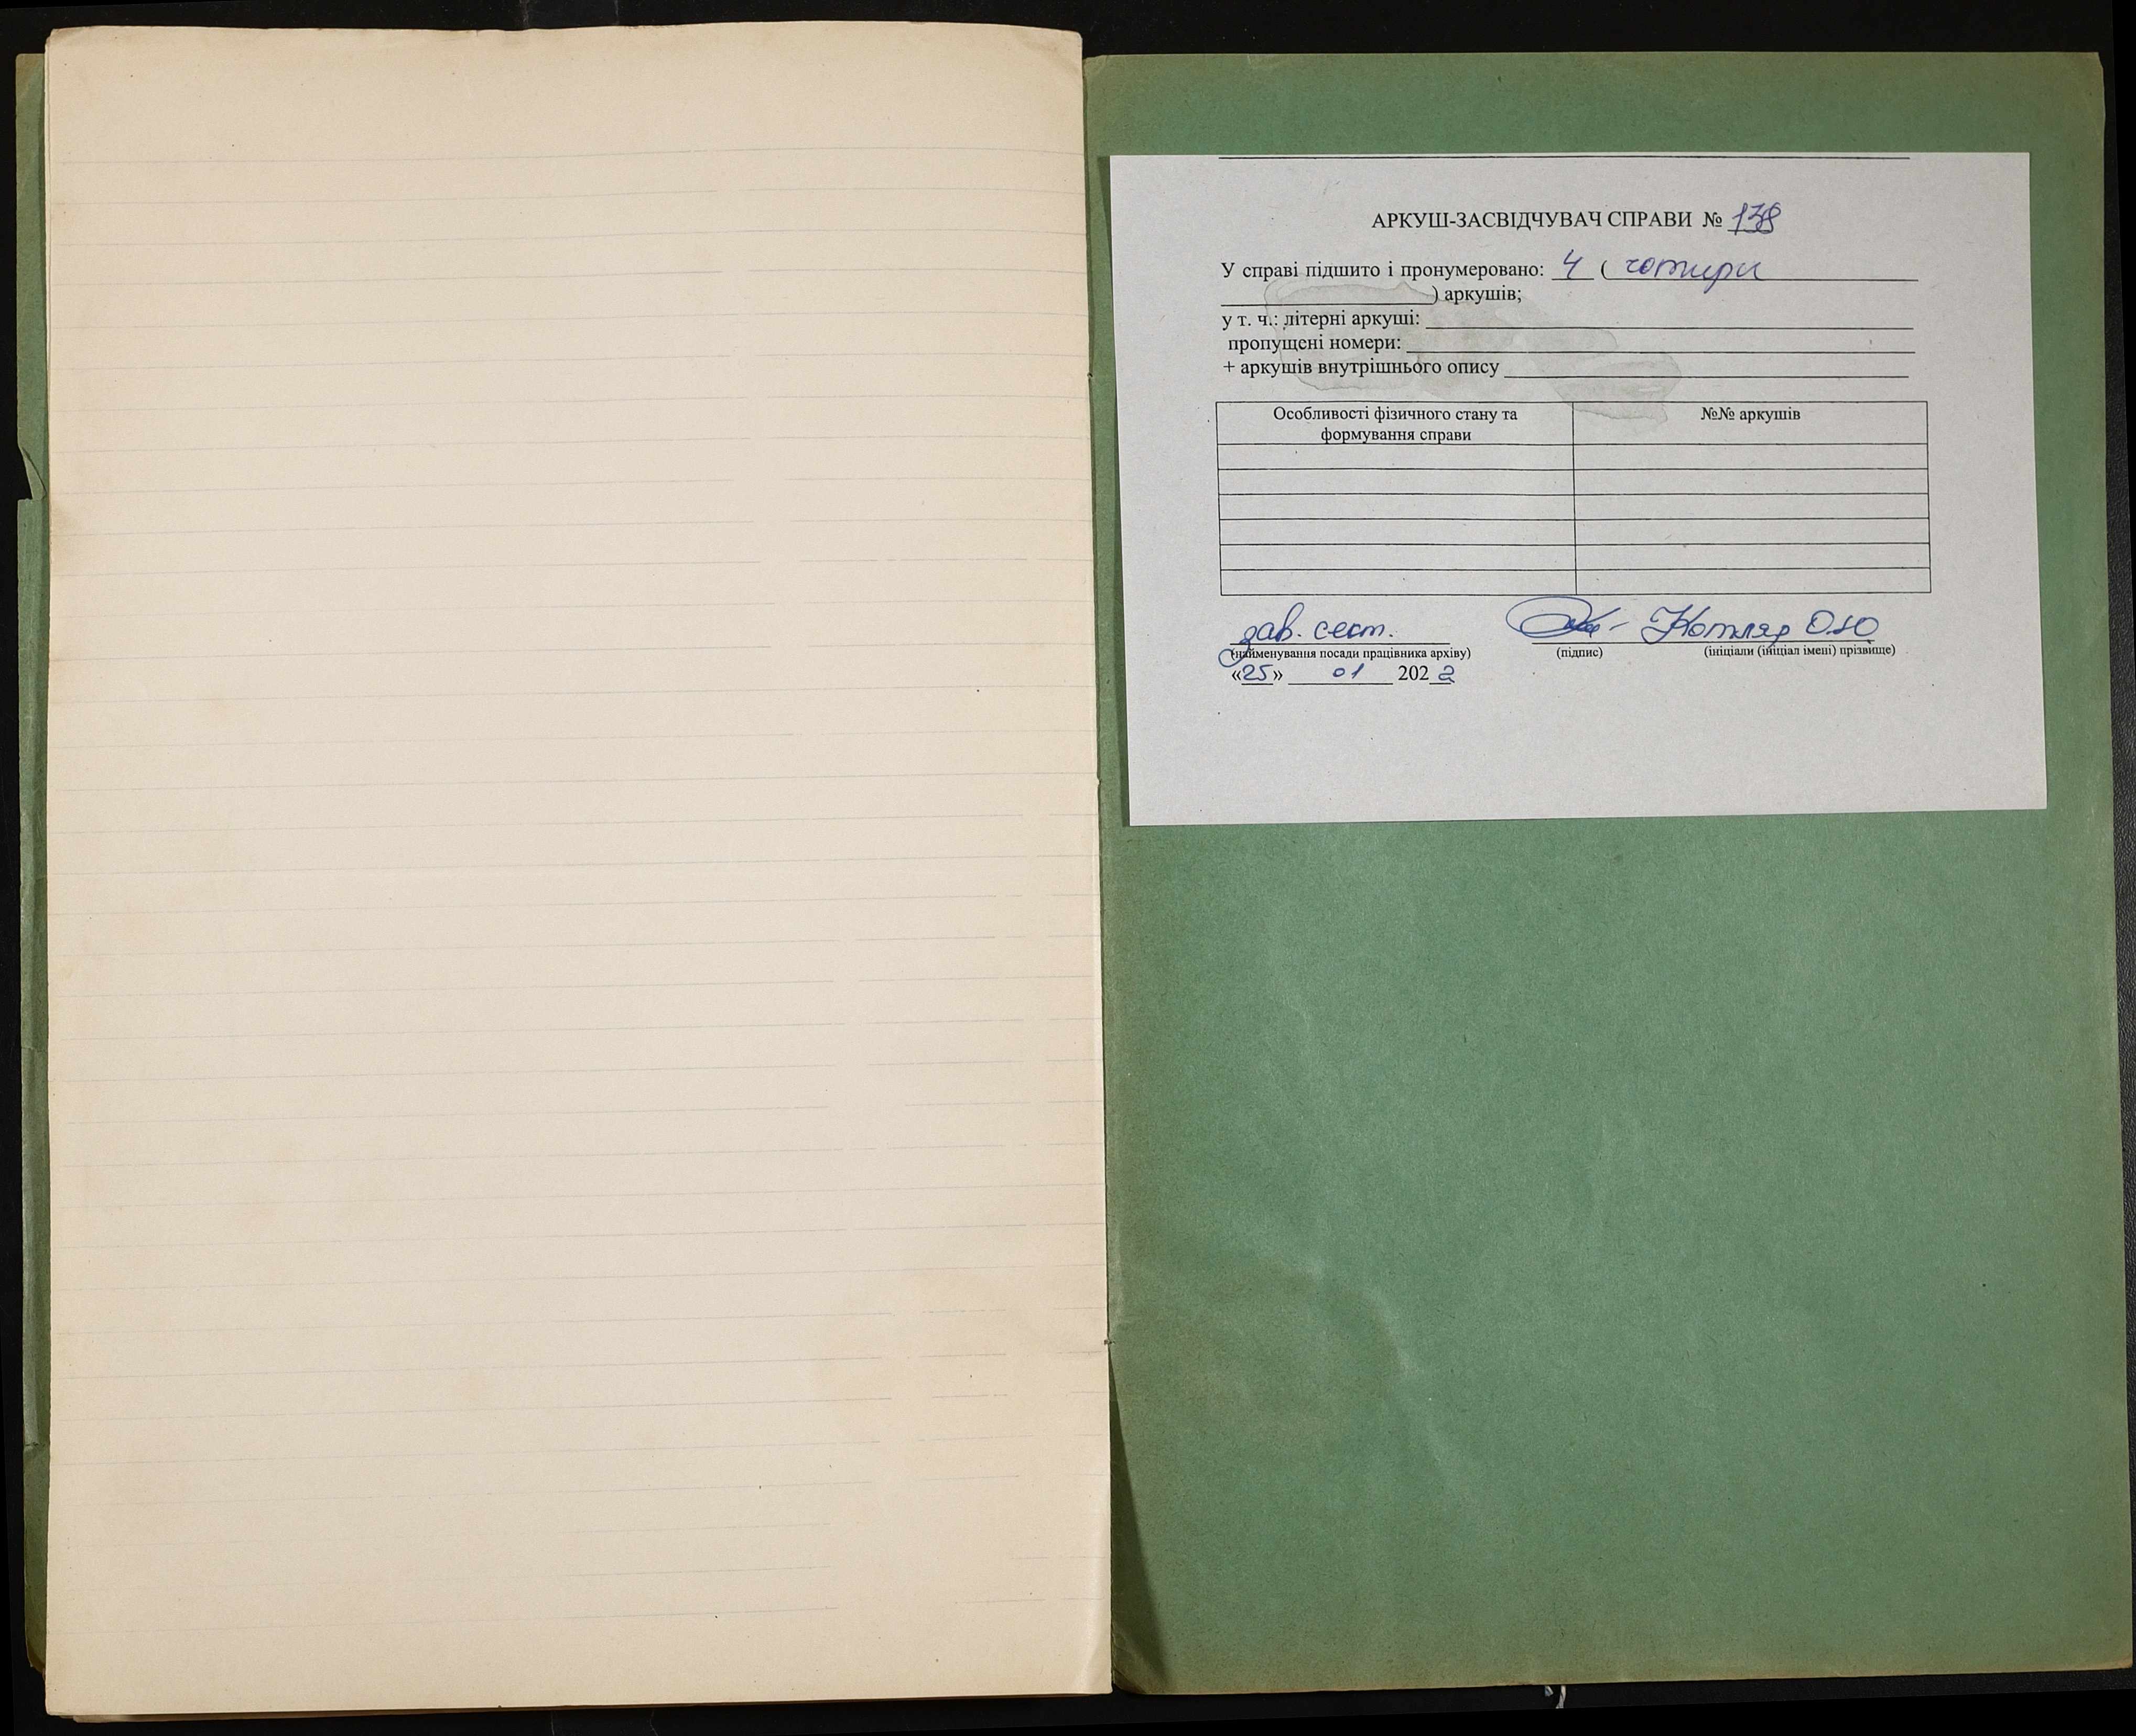 АРКУШ-ЗАСВІДЧУВАЧ СПРАВИ № 138
У справі підшито і пронумеровано: 4 ( чотири
) аркушів;
у т. ч.: літерні аркуші:
пропущені номери:
+ аркушів внутрішнього опису
Особливості фізичного стану та формування справи
№№ аркушів
зав. сект. Котляр О.Ю
(найменування посади працівника архіву) (підпис) (ініціали (ініціал імені) прізвище)
«25» 01 2022